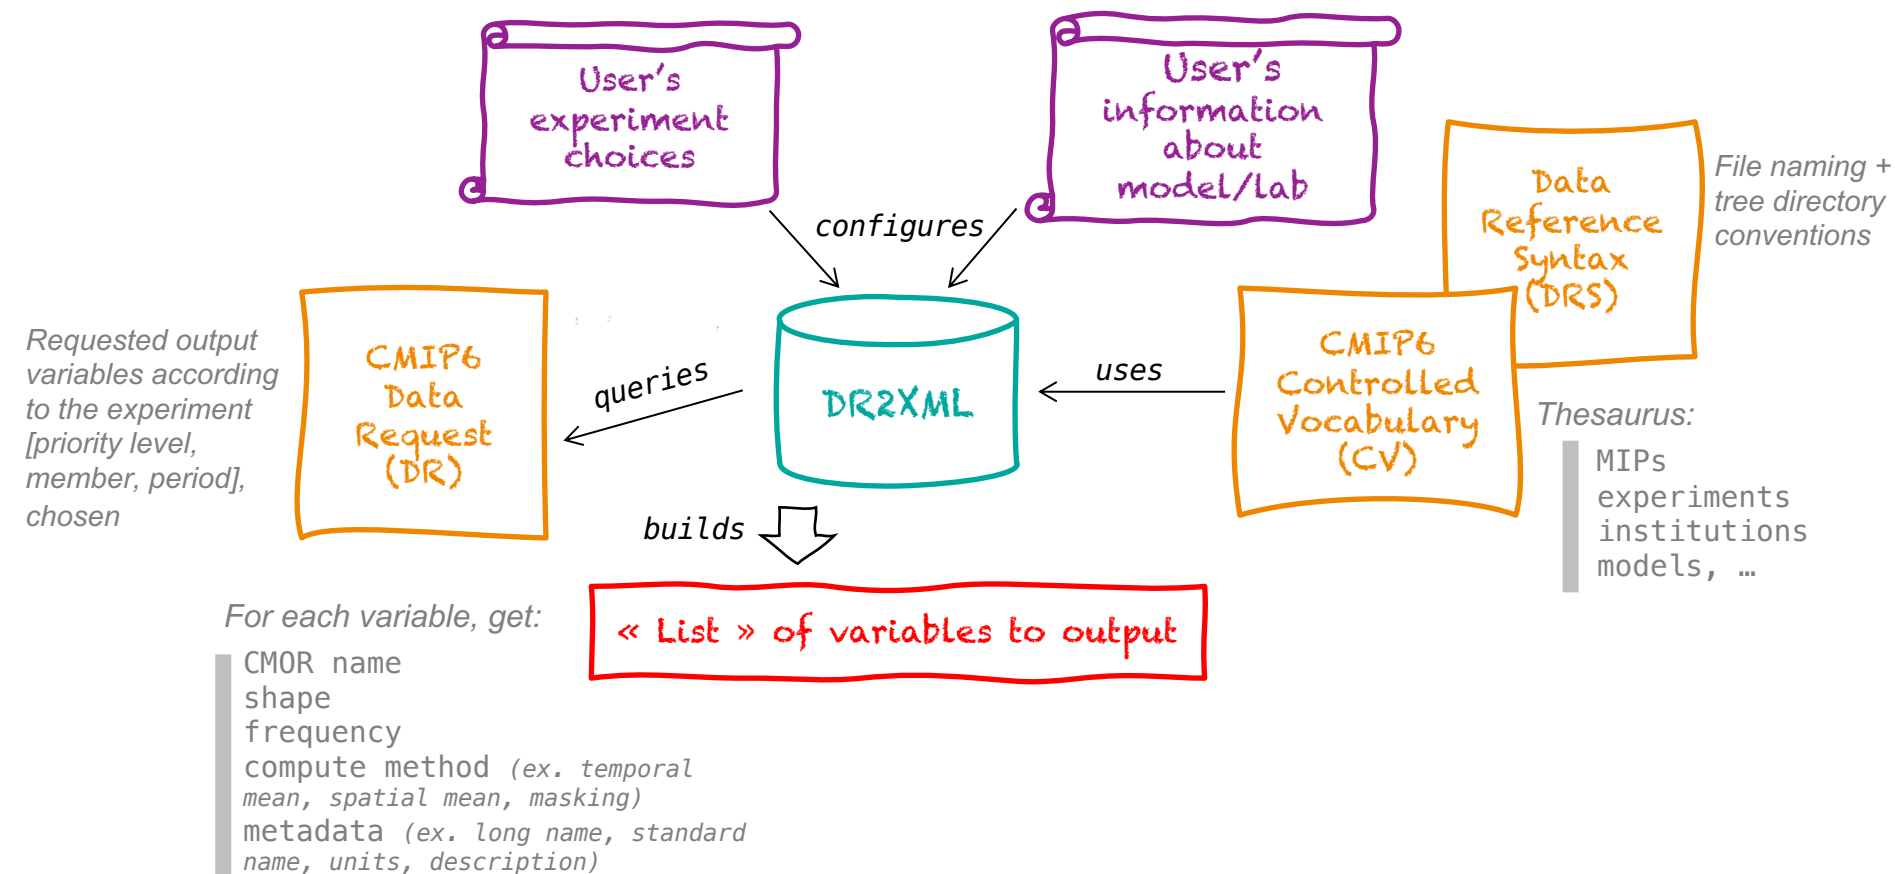 User's
experiment
choices
User's
information
about
model/lab
configures
Data
Reference
Syntax
(DRS)
File naming +
tree directory
conventions
Requested output
variables according
to the experiment
[priority level,
member, period],
chosen
CMIP6
Data
Request
(DR)
queries
DR2XML
uses
CMIP6
Controlled
Vocabulary
(CV)
Thesaurus:
MIPs
experiments
institutions
models, …
builds
« List » of variables to output
For each variable, get:
CMOR name
shape
frequency
compute method (ex. temporal
mean, spatial mean, masking)
metadata (ex. long name, standard
name, units, description)